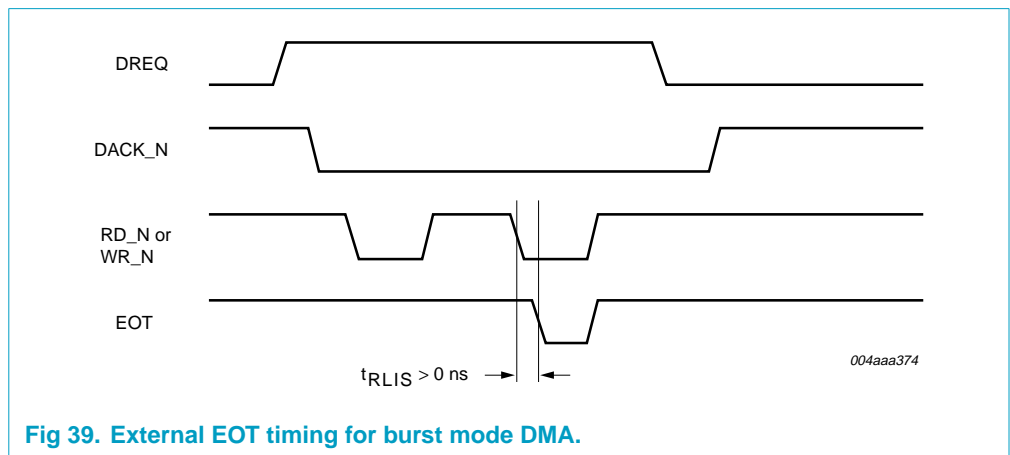 DREQ
DACK_N
RD_N or
WR_N
EOT
004aaa374
tRLIS > 0 ns
Fig 39. External EOT timing for burst mode DMA.